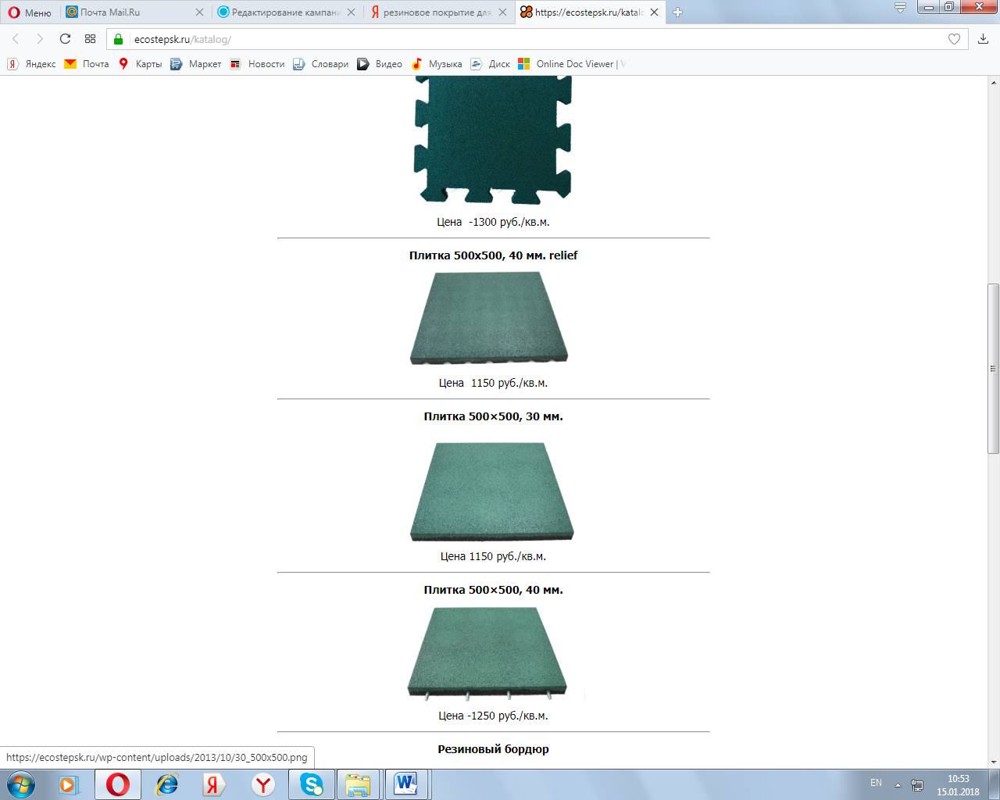 Меню
Почта Mail.Ru
Редактирование кампани
резиновое покрытие для
https://ecostepsk.ru/katalo
ecostepsk.ru/katalog/
Яндекс
Почта
Карты
Маркет
Новости
Словари
Видео
Музыка
Диск
Online Doc Viewer | V
Цена -1300 руб./кв.м.
Плитка 500x500, 40 мм. relief
Цена 1150 руб./кв.м.
Плитка 500×500, 30 мм.
Цена 1150 руб./кв.м.
Плитка 500×500, 40 мм.
Цена -1250 руб./кв.м.
Резиновый бордюр
https://ecostepsk.ru/wp-content/uploads/2013/10/30_500x500.png
EN
10:53
15.01.2018